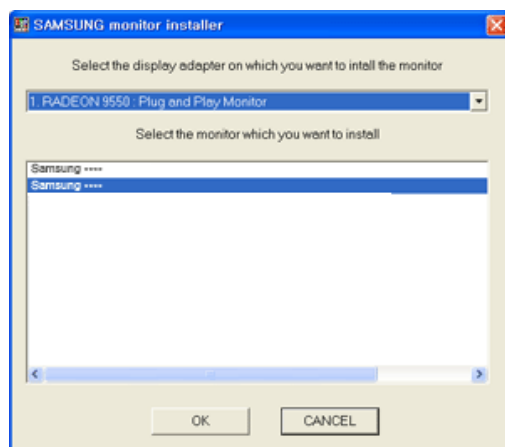 SAMSUNG monitor installer
Select the display adapter on which you want to intall the monitor
1. RADEON 9550 : Plug and Play Monitor
Select the monitor which you want to install
Samsung ----
Samsung ----
OK
CANCEL